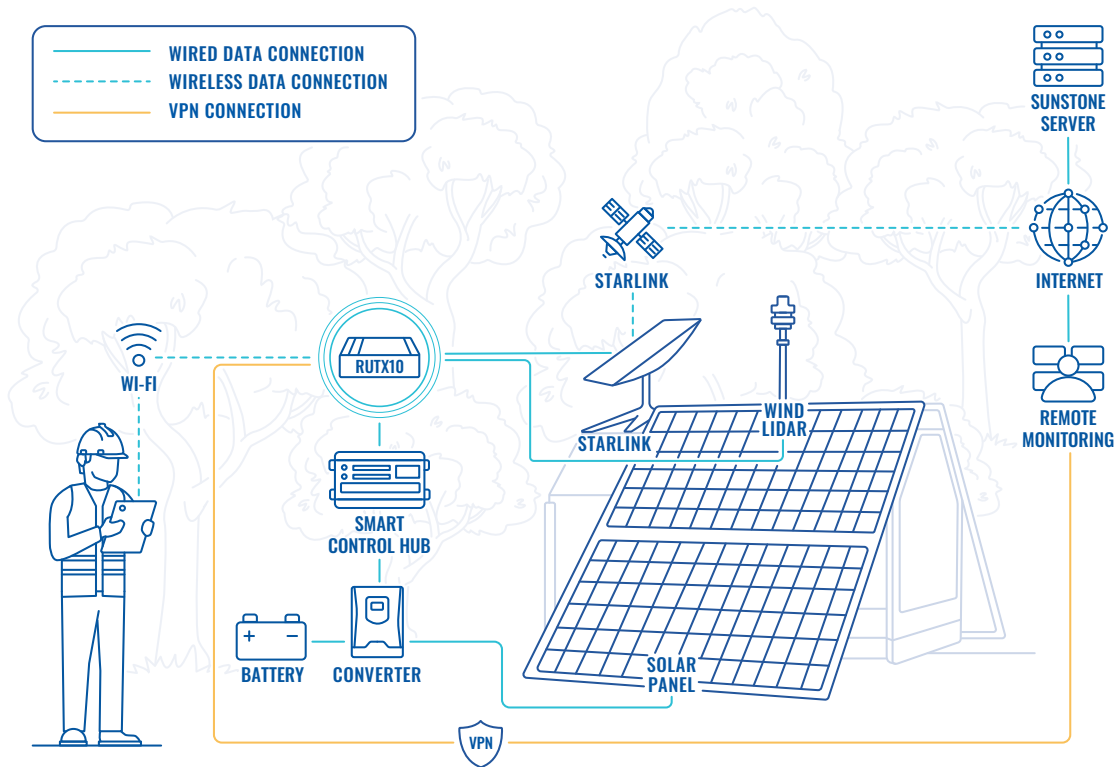 WIRED DATA CONNECTION
WIRELESS DATA CONNECTION
VPN CONNECTION
SUNSTONE
SERVER
STARLINK
INTERNET
RUTX10
WI-FI
WIND
LIDAR
STARLINK
REMOTE
MONITORING
SMART
CONTROL HUB
BATTERY
CONVERTER
SOLAR
PANEL
VPN